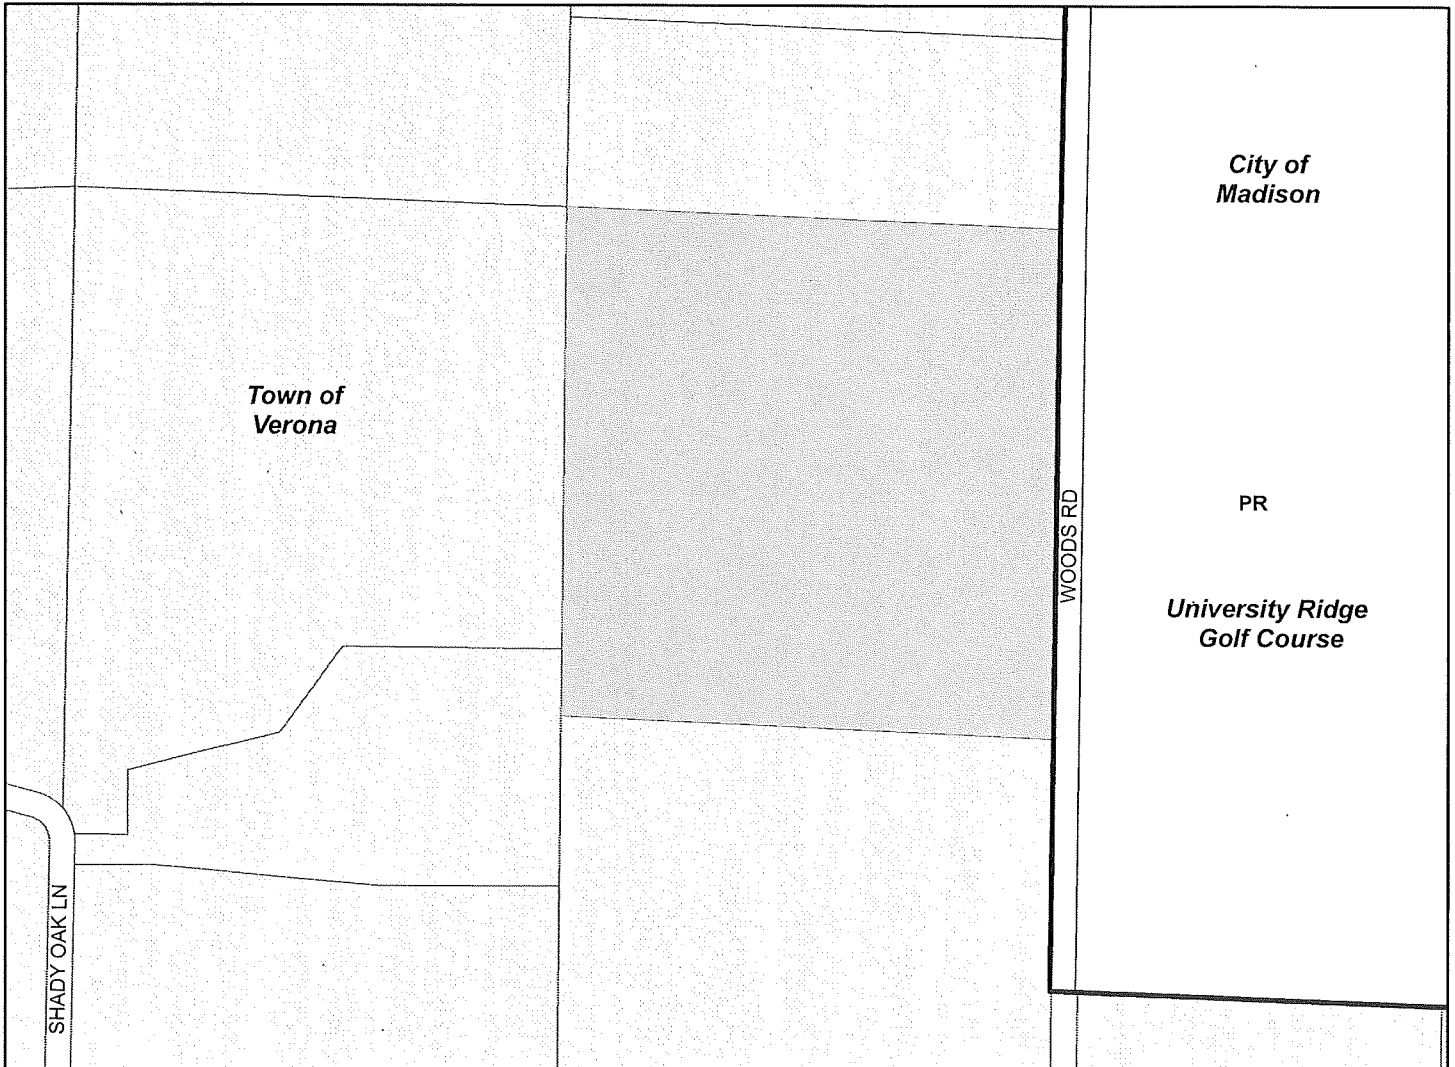 City of
Madison
Town of
Verona
WOODS RD
PR
University Ridge
Golf Course
SHADY OAK LN